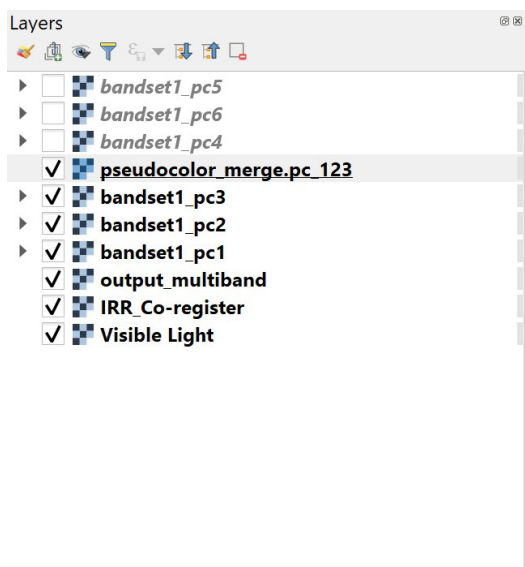 Layers
bandset1_pc5
bandset1_pc6
bandset1_pc4
pseudocolor_merge.pc_123
bandset1_pc3
bandset1_pc2
bandset1_pc1
output_multiband
IRR_Co-register
Visible Light